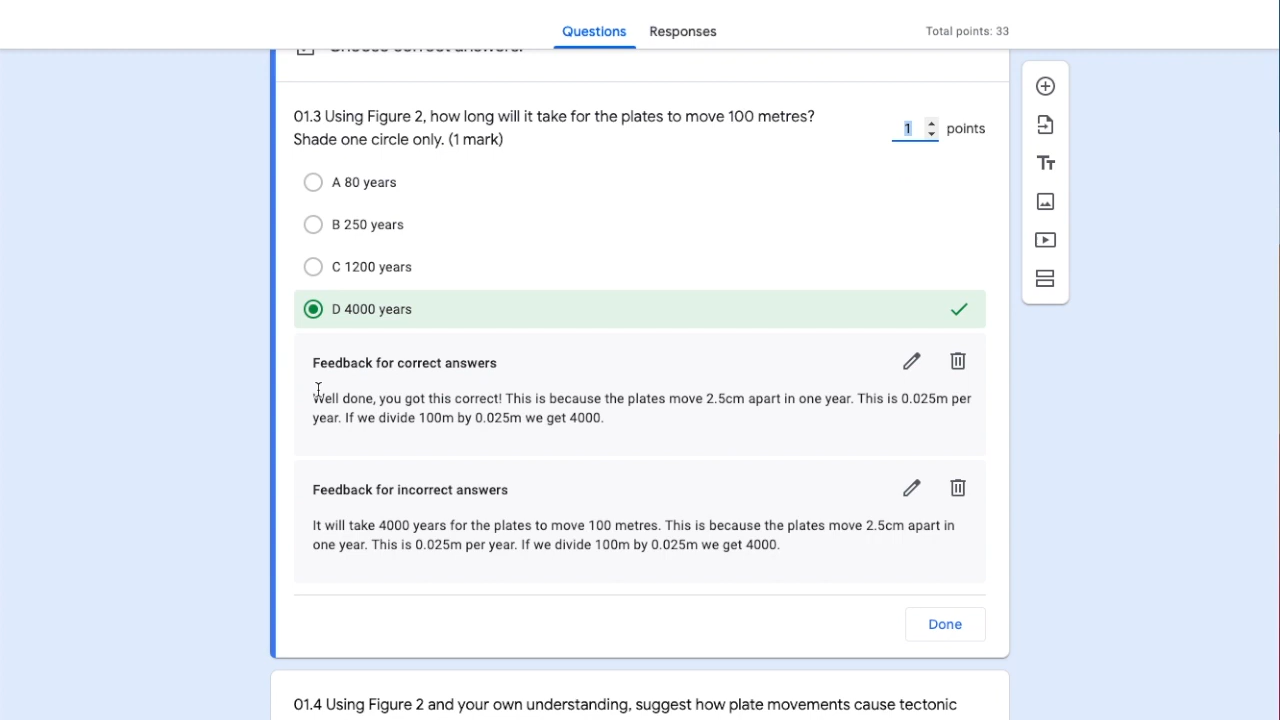 Questions
Responses
Total points: 33
Choose correct answers:
01.3 Using Figure 2, how long will it take for the plates to move 100 metres?
Shade one circle only. (1 mark)
1 points
A 80 years
B 250 years
C 1200 years
D 4000 years
Feedback for correct answers
Well done, you got this correct! This is because the plates move 2.5cm apart in one year. This is 0.025m per
year. If we divide 100m by 0.025m we get 4000.
Feedback for incorrect answers
It will take 4000 years for the plates to move 100 metres. This is because the plates move 2.5cm apart in
one year. This is 0.025m per year. If we divide 100m by 0.025m we get 4000.
Done
01.4 Using Figure 2 and your own understanding, suggest how plate movements cause tectonic